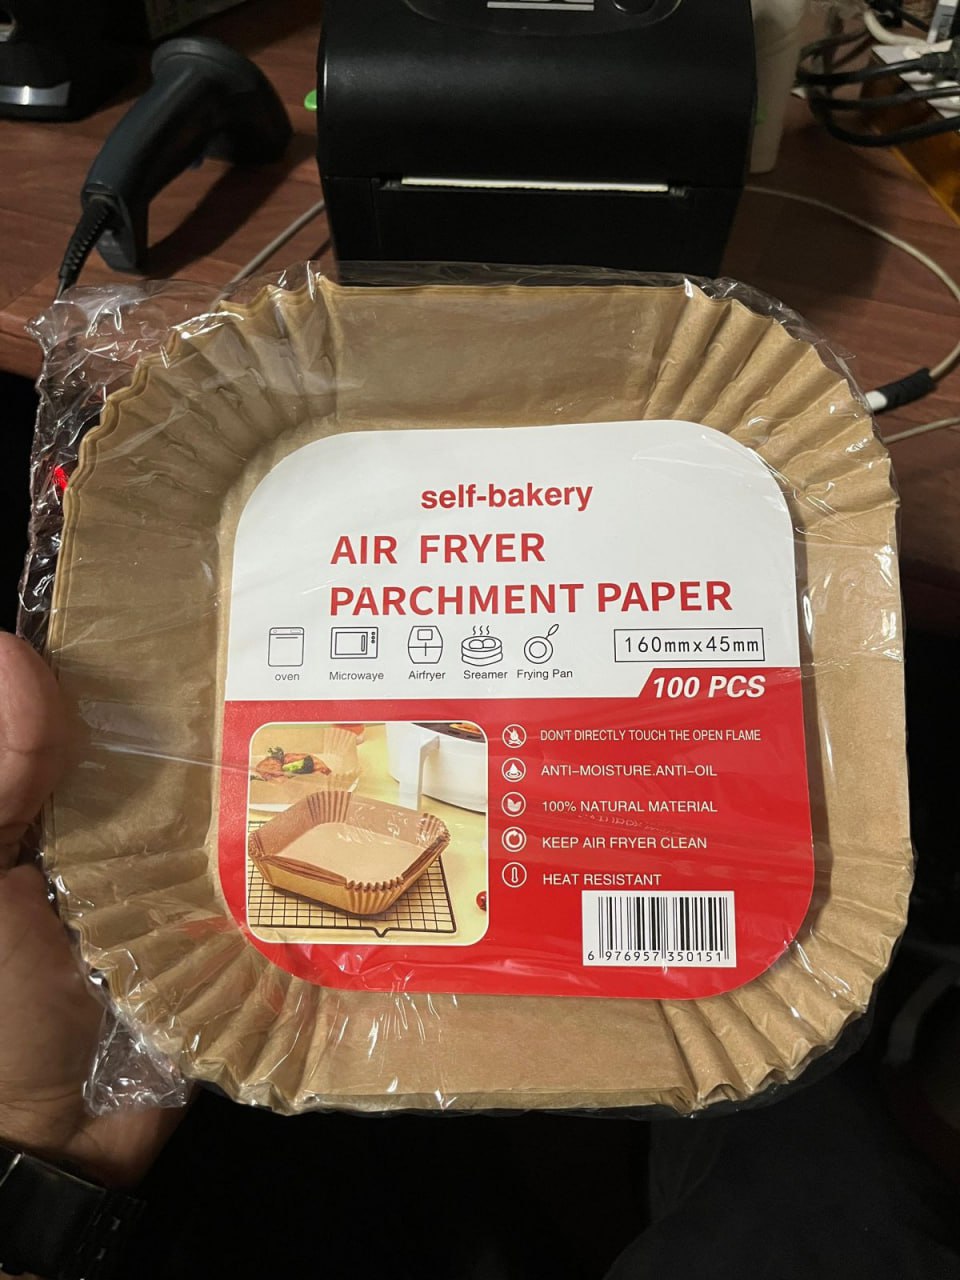 self-bakery
AIR FRYER
PARCHMENT PAPER
oven Microwaye Airfryer Sreamer Frying Pan
160mmx45mm
100 PCS
DON'T DIRECTLY TOUCH THE OPEN FLAME
ANTI-MOISTURE.ANTI-OIL
100% NATURAL MATERIAL
KEEP AIR FRYER CLEAN
HEAT RESISTANT
6 976957 350151